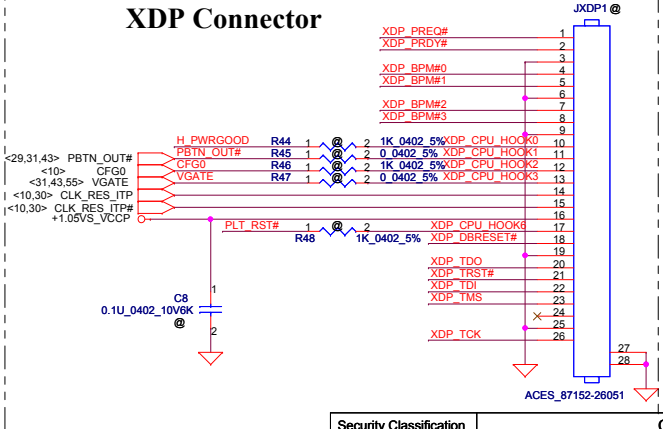 XDP Connector
JXDP1 @
XDP_PREQ# 1
XDP_PRDY# 2
3
XDP_BPM#0 4
XDP_BPM#1 5
6
XDP_BPM#2 7
XDP_BPM#3 8
9
H_PWRGOOD R44 1 @ 2 1K_0402_5% XDP_CPU_HOOK0 10
<29,31,43> PBTN_OUT# PBTN_OUT# R45 1 @ 2 0_0402_5% XDP_CPU_HOOK1 11
<10> CFG0 CFG0 R46 1 @ 2 1K_0402_5% XDP_CPU_HOOK2 12
<31,43,55> VGATE VGATE R47 1 @ 2 0_0402_5% XDP_CPU_HOOK3 13
<10,30> CLK_RES_ITP 14
<10,30> CLK_RES_ITP# 15
+1.05VS_VCCP 16
PLT_RST# R48 1 @ 2 1K_0402_5% XDP_CPU_HOOK6 17
XDP_DBRESET# 18
19
XDP_TDO 20
XDP_TRST# 21
XDP_TDI 22
XDP_TMS 23
24
25
XDP_TCK 26
27
28
1
C8
0.1U_0402_10V6K
@
2
ACES_87152-26051
Security Classification